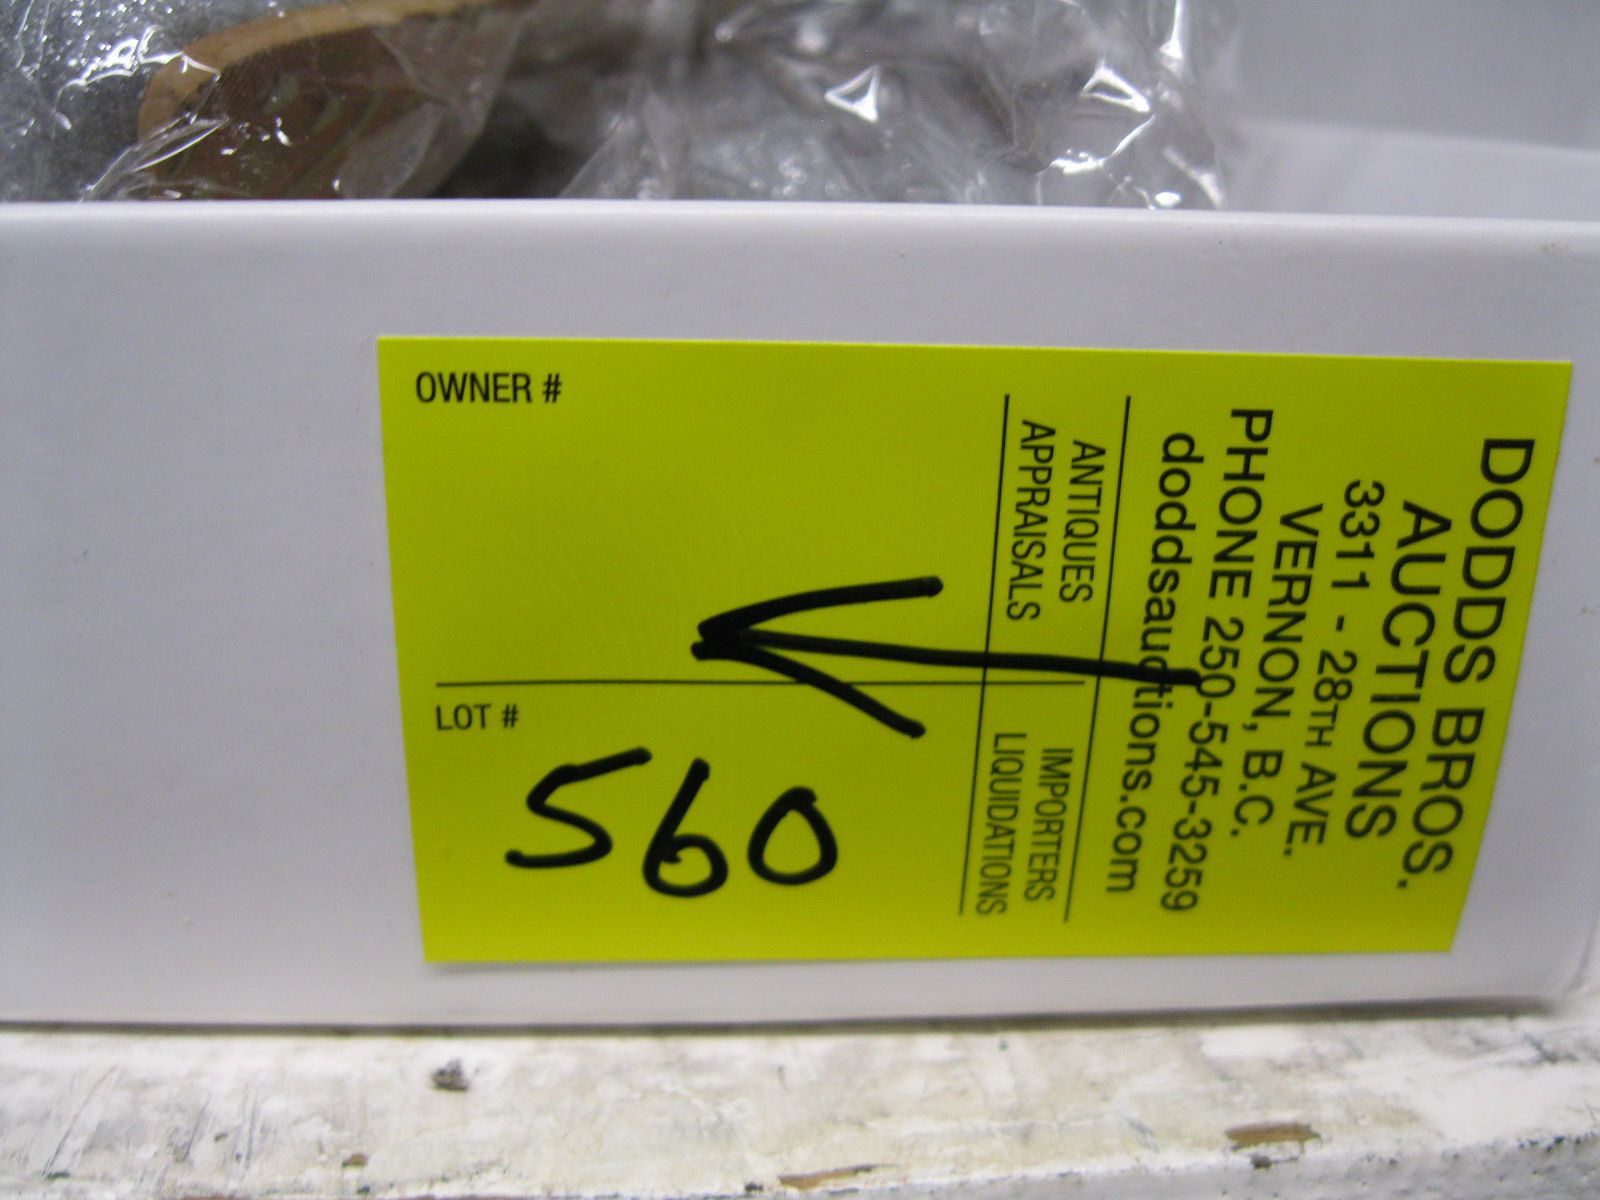 DODDS BROS.
AUCTIONS
3311 - 28TH AVE.
VERNON, B.C.
PHONE 250-545-3259
doddsauctions.com
ANTIQUES
APPRAISALS
IMPORTERS
LIQUIDATIONS
OWNER #
LOT #
560